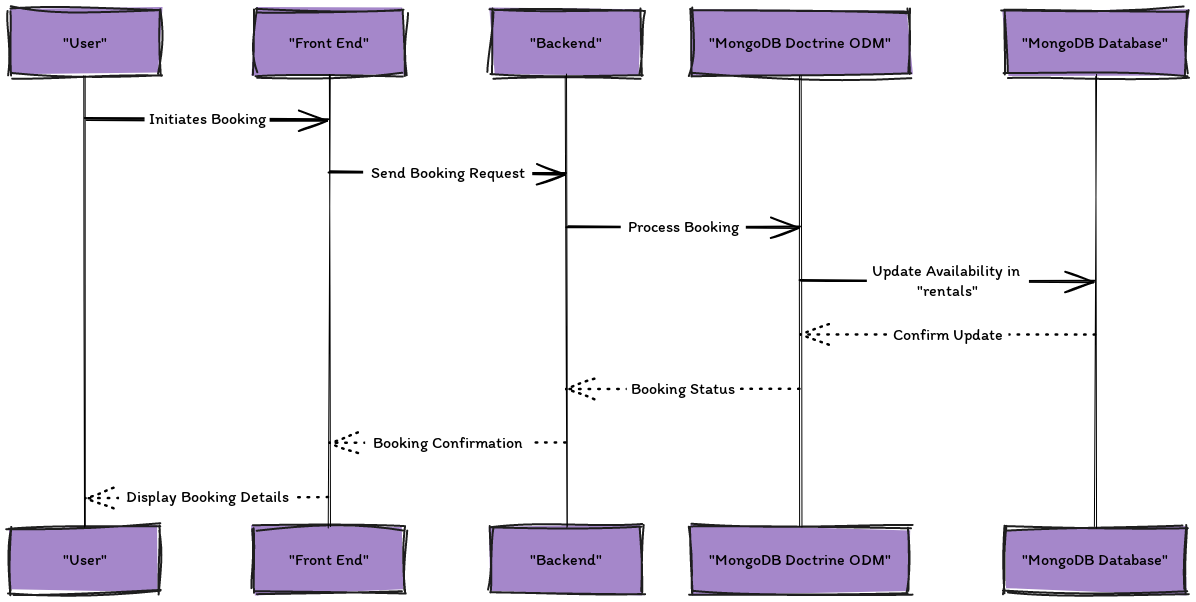 "User"
"Front End"
"Backend"
"MongoDB Doctrine ODM"
"MongoDB Database"
Initiates Booking
Send Booking Request
Process Booking
Update Availability in
"rentals"
Confirm Update
Booking Status
Booking Confirmation
Display Booking Details
"User"
"Front End"
"Backend"
"MongoDB Doctrine ODM"
"MongoDB Database"